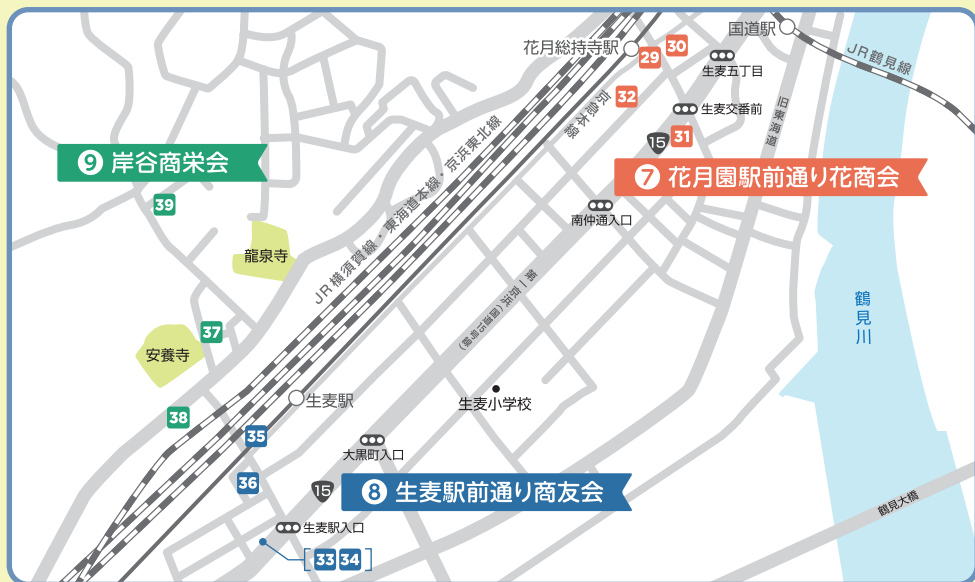 国道駅
花月総持寺駅
29
30
生麦五丁目
JR鶴見線
32
京急本線
生麦交番前
旧東海道
15
31
7 花月園駅前通り花商会
9 岸谷商栄会
39
JR横須賀線・東海道本線・京浜東北線
南仲通入口
龍泉寺
第一京浜(国道15号線)
鶴見川
37
安養寺
生麦駅
生麦小学校
38
35
大黒町入口
36
15
8 生麦駅前通り商友会
鶴見大橋
生麦駅入口
[33 34]